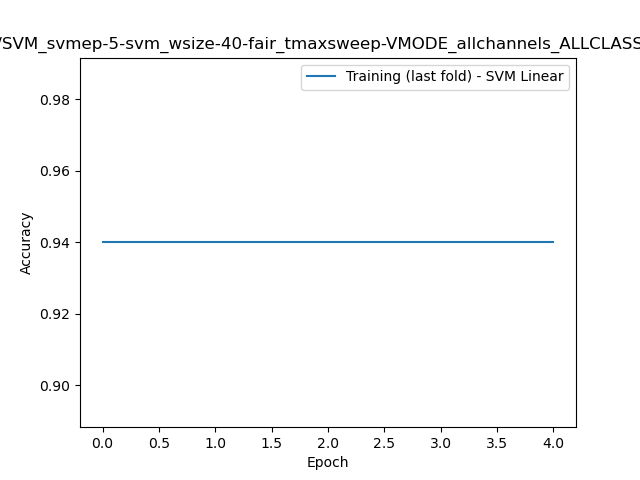 /SVM_svmep-5-svm_wsize-40-fair_tmaxsweep-VMODE_allchannels_ALLCLASS
Training (last fold) - SVM Linear
0.98
0.96
0.94
0.92
0.90
Accuracy
0.0 0.5 1.0 1.5 2.0 2.5 3.0 3.5 4.0
Epoch